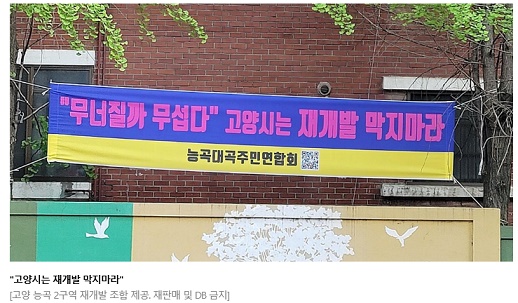 "무너질까 무섭다" 고양시는 재개발 막지마라
능곡대곡주민연합회
"고양시는 재개발 막지마라"
[고양 능곡 2구역 재개발 조합 제공. 재판매 및 DB 금지]